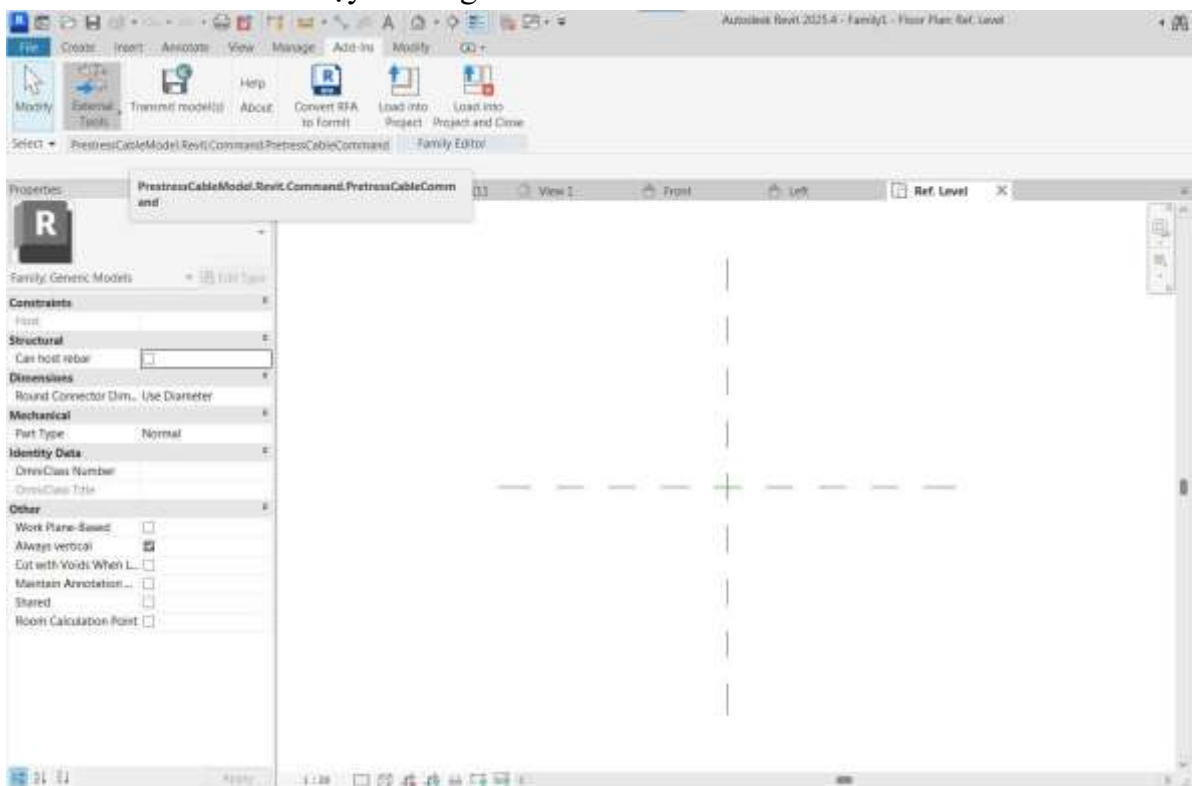 A
Autodesk Revit 2025.4 - Family1 - Floor Plan: Ref. Level
File Create Insert Annotate View Manage Add-Ins Modify
Modify
External Tools
Transmit model(s)
Help
About
Convert RFA to FormIt
Load into Project
Load into Project and Close
Select
PrestressCableModel.Revit.Command.PretressCableCommand
Family Editor
PrestressCableModel.Revit.Command.PretressCableComm
and
Properties
View 1
Front
Left
Ref. Level
R
Family: Generic Models
Edit Type
Constraints
Host
Structural
Can host rebar
Dimensions
Round Connector Dim... Use Diameter
Mechanical
Part Type Normal
Identity Data
OmniClass Number
OmniClass Title
Other
Work Plane-Based
Always vertical
Cut with Voids When L...
Maintain Annotation ...
Shared
Room Calculation Point
Apply